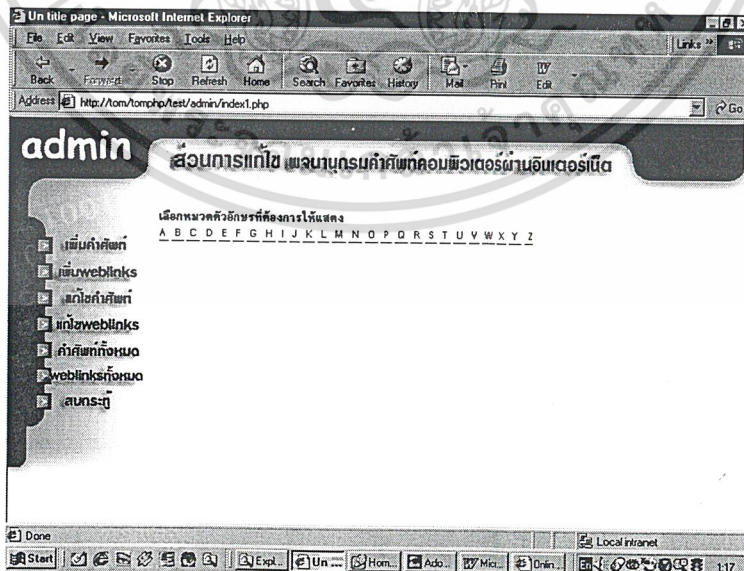 Un title page - Microsoft Internet Explorer
File Edit View Favorites Tools Help
Links »
Back Forward Stop Refresh Home Search Favorites History Mail Print Edit
Address http://tom/tomphp/test/admin/index1.php Go
admin
ส่วนการแก้ไข พจนานุกรมคำศัพท์คอมพิวเตอร์ผ่านอินเตอร์เน็ต
เลือกหมวดตัวอักษรที่ต้องการให้แสดง
A B C D E F G H I J K L M N O P Q R S T U V W X Y Z
เพิ่มคำศัพท์
เพิ่มweblinks
แก้ไขคำศัพท์
แก้ไขweblinks
คำศัพท์ทั้งหมด
weblinksทั้งหมด
ลบกระทู้
Done
Local intranet
Start Expl... Un ... Hom... Ado... Mic... Onlin... 1:17